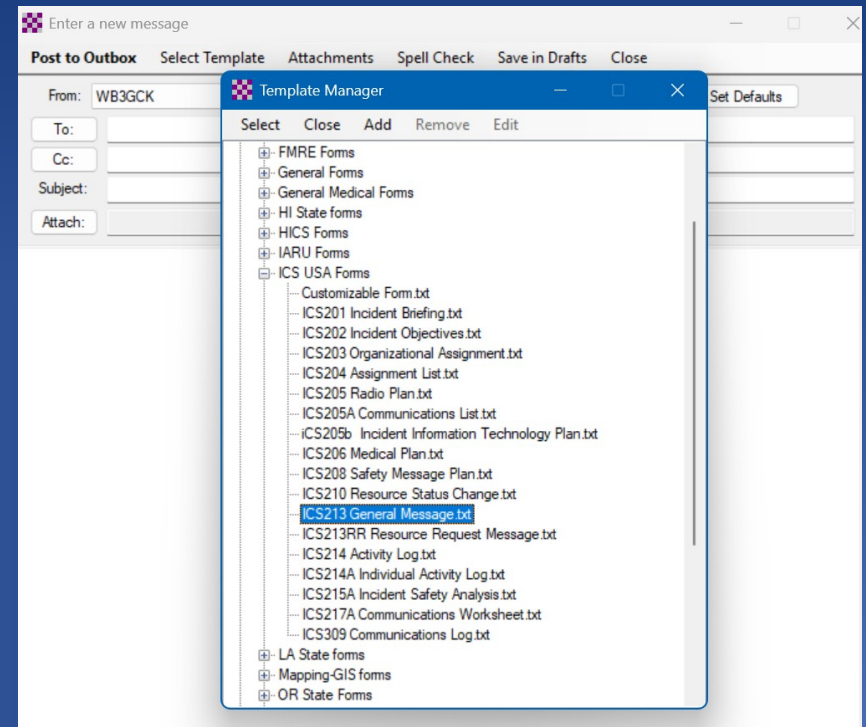 Enter a new message
Post to Outbox Select Template Attachments Spell Check Save in Drafts Close
From: WB3GCK Set Defaults
To:
Cc:
Subject:
Attach:
Template Manager
Select Close Add Remove Edit
FMRE Forms
General Forms
General Medical Forms
HI State forms
HICS Forms
IARU Forms
ICS USA Forms
Customizable Form.txt
ICS201 Incident Briefing.txt
ICS202 Incident Objectives.txt
ICS203 Organizational Assignment.txt
ICS204 Assignment List.txt
ICS205 Radio Plan.txt
ICS205A Communications List.txt
iCS205b Incident Information Technology Plan.txt
ICS206 Medical Plan.txt
ICS208 Safety Message Plan.txt
ICS210 Resource Status Change.txt
ICS213 General Message.txt
ICS213RR Resource Request Message.txt
ICS214 Activity Log.txt
ICS214A Individual Activity Log.txt
ICS215A Incident Safety Analysis.txt
ICS217A Communications Worksheet.txt
ICS309 Communications Log.txt
LA State forms
Mapping-GIS forms
OR State Forms